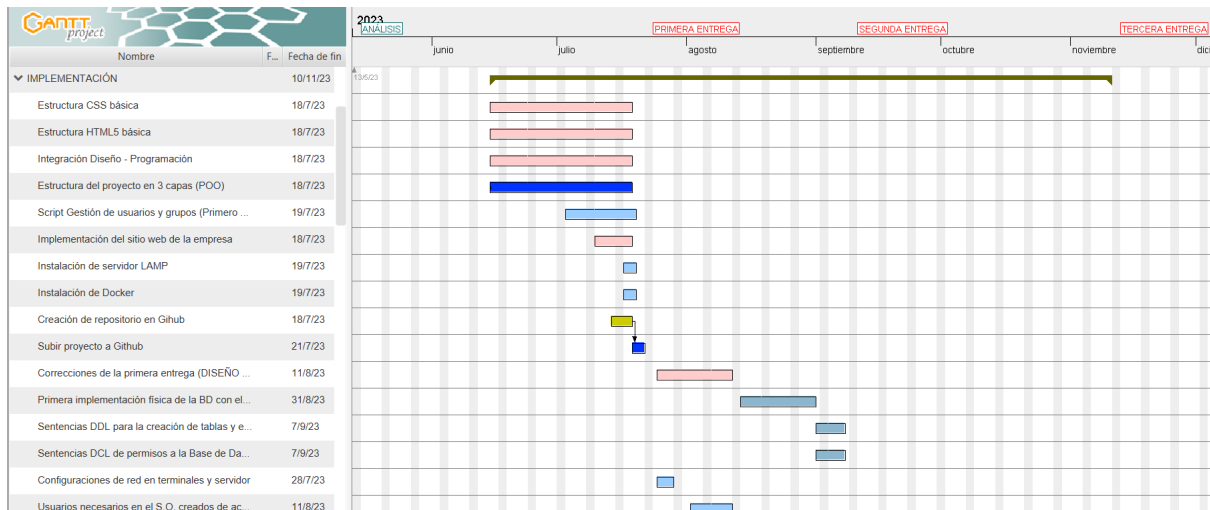 GANTT project
2023
ANÁLISIS PRIMERA ENTREGA SEGUNDA ENTREGA TERCERA ENTREGA
Nombre F... Fecha de fin junio julio agosto septiembre octubre noviembre dici
IMPLEMENTACIÓN 10/11/23 13/5/23
Estructura CSS básica 18/7/23
Estructura HTML5 básica 18/7/23
Integración Diseño - Programación 18/7/23
Estructura del proyecto en 3 capas (POO) 18/7/23
Script Gestión de usuarios y grupos (Primero ... 19/7/23
Implementación del sitio web de la empresa 18/7/23
Instalación de servidor LAMP 19/7/23
Instalación de Docker 19/7/23
Creación de repositorio en Gihub 18/7/23
Subir proyecto a Github 21/7/23
Correcciones de la primera entrega (DISEÑO ... 11/8/23
Primera implementación física de la BD con el... 31/8/23
Sentencias DDL para la creación de tablas y e... 7/9/23
Sentencias DCL de permisos a la Base de Da... 7/9/23
Configuraciones de red en terminales y servidor 28/7/23
Usuarios necesarios en el S.O. creados de ac... 11/8/23